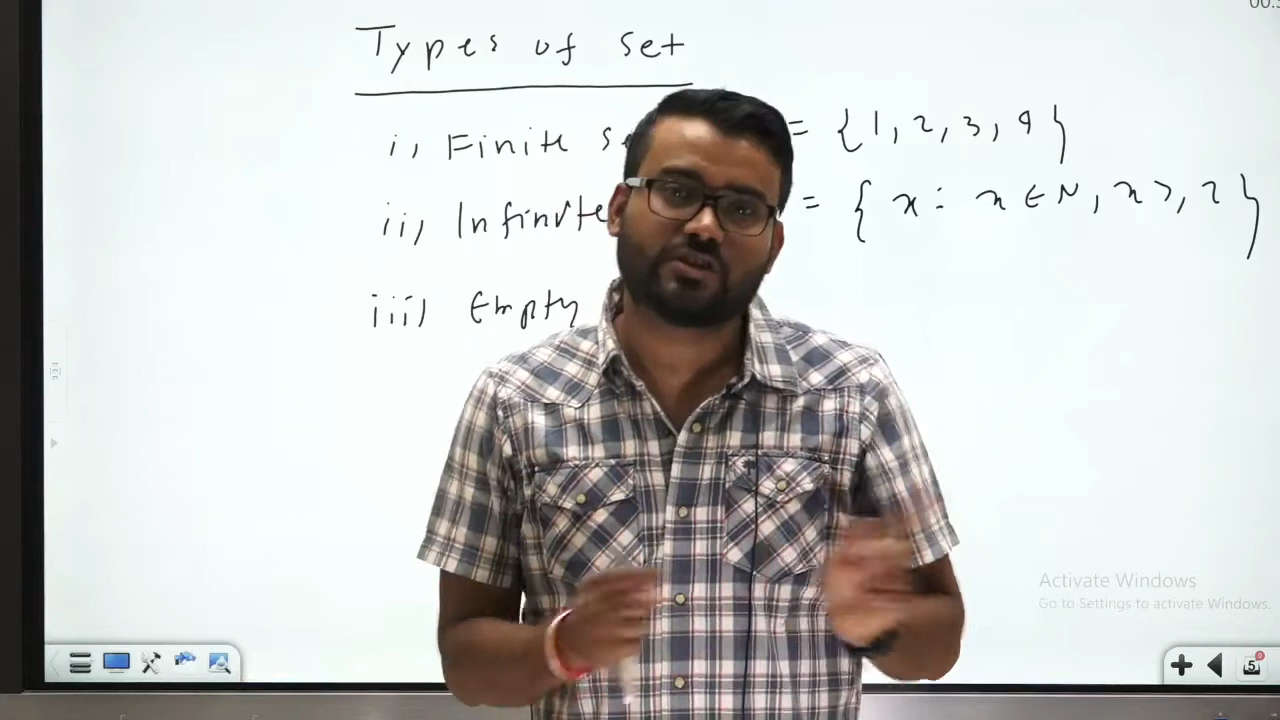 Types of set
i, Finite = {1, 2, 3, 4}
ii, Infinite = { x : x ∈ N, x >, 2 }
iii) Empty
Activate Windows
Go to Settings to activate Windows.
5